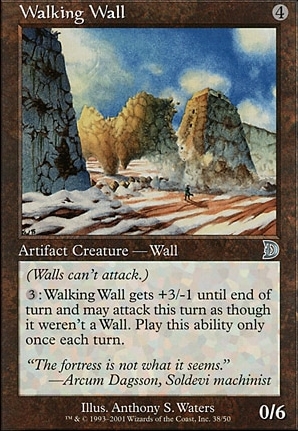 Walking Wall 4
Artifact Creature — Wall
(Walls can't attack.)
3: Walking Wall gets +3/-1 until end of
turn and may attack this turn as though
it weren't a Wall. Play this ability only
once each turn.
"The fortress is not what it seems."
—Arcum Dagsson, Soldevi machinist
Illus. Anthony S. Waters
™ & © 1993–2001 Wizards of the Coast, Inc. 38/50
0/6